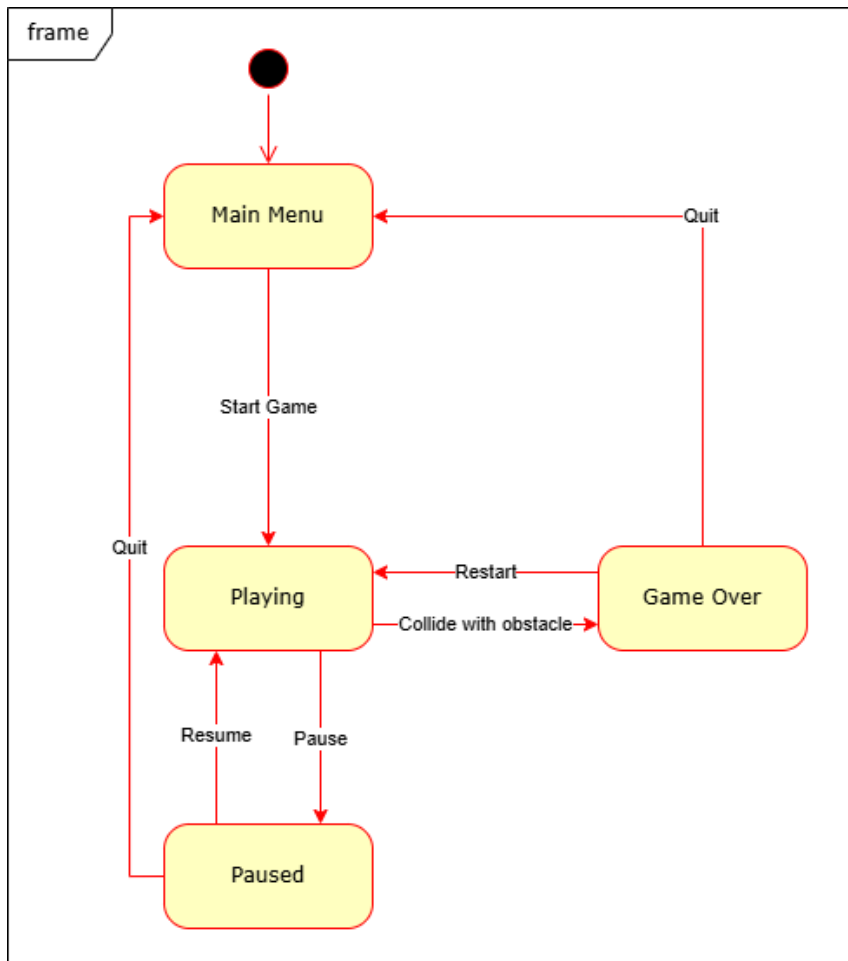 frame
Main Menu
Quit
Start Game
Quit
Playing
Restart
Collide with obstacle
Game Over
Resume
Pause
Paused